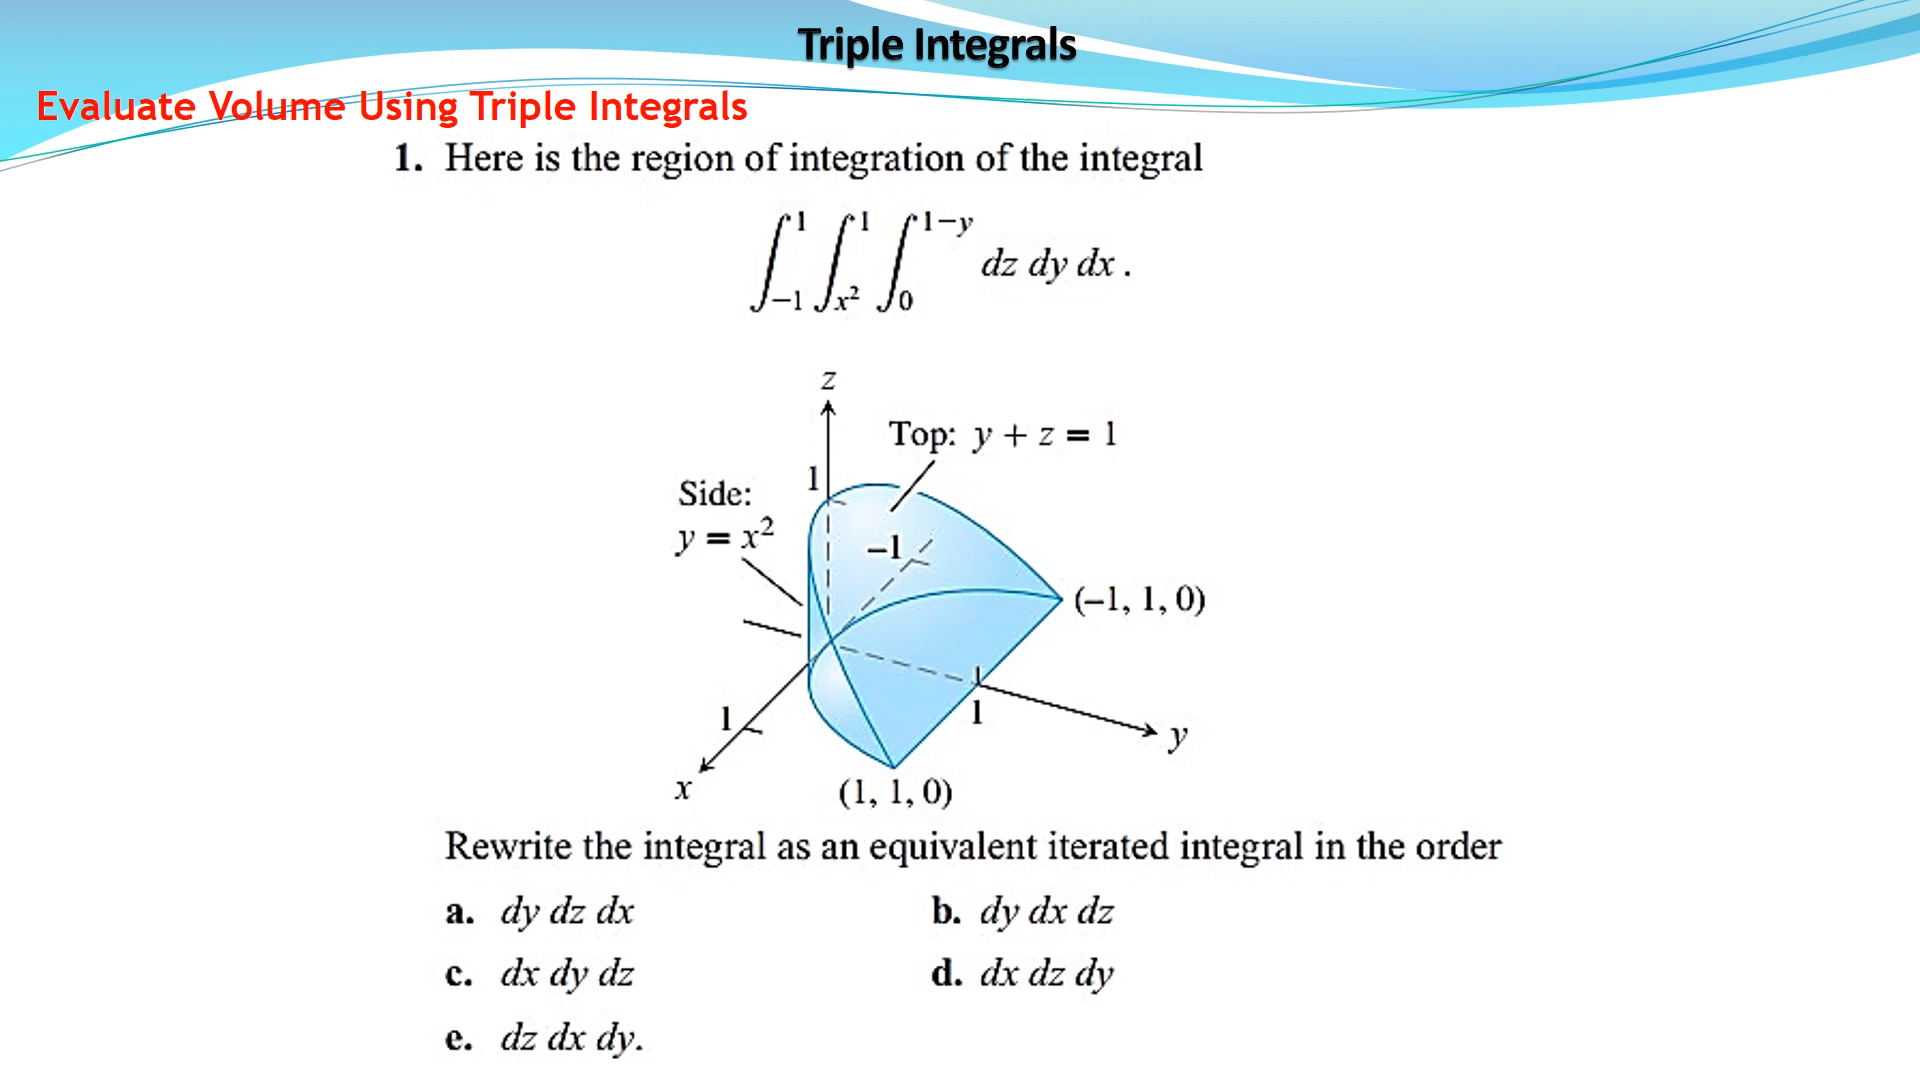 Triple Integrals
Evaluate Volume Using Triple Integrals
1. Here is the region of integration of the integral
∫_{-1}^{1} ∫_{x²}^{1} ∫_{0}^{1-y} dz dy dx .
z
Top: y + z = 1
1
Side:
y = x²
-1
(-1, 1, 0)
1
1
y
x
(1, 1, 0)
Rewrite the integral as an equivalent iterated integral in the order
a. dy dz dx
b. dy dx dz
c. dx dy dz
d. dx dz dy
e. dz dx dy.